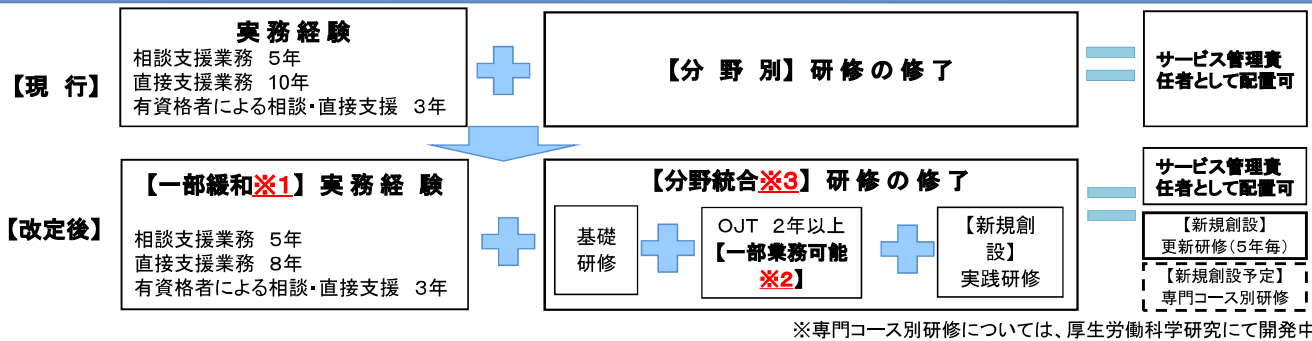 【現 行】
実 務 経 験
相談支援業務 5年
直接支援業務 10年
有資格者による相談・直接支援 3年
【分 野 別】 研 修 の 修 了
サービス管理責
任者として配置可
【改定後】
【一部緩和※1】 実 務 経 験
相談支援業務 5年
直接支援業務 8年
有資格者による相談・直接支援 3年
【分野統合※3】 研 修 の 修 了
基礎
研修
OJT 2年以上
【一部業務可能
※2】
【新規創
設】
実践研修
サービス管理責
任者として配置可
【新規創設】
更新研修(5年毎)
【新規創設予定】
専門コース別研修
※専門コース別研修については、厚生労働科学研究にて開発中